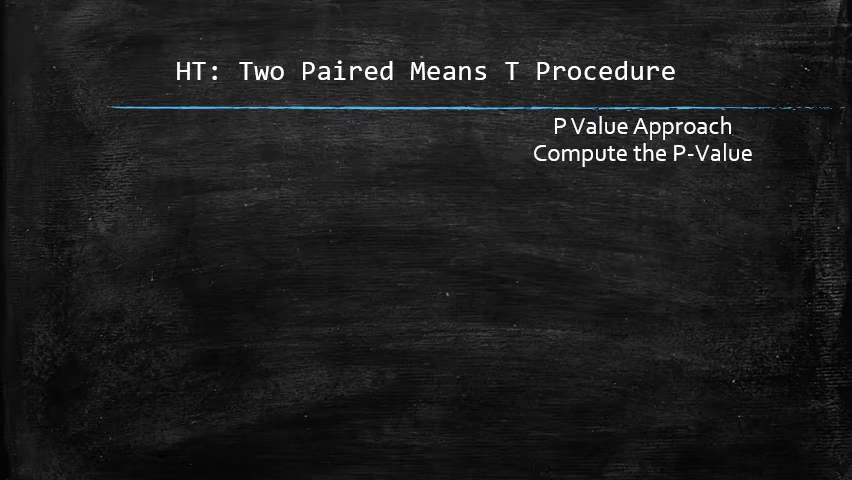 HT: Two Paired Means T Procedure
P Value Approach
Compute the P-Value